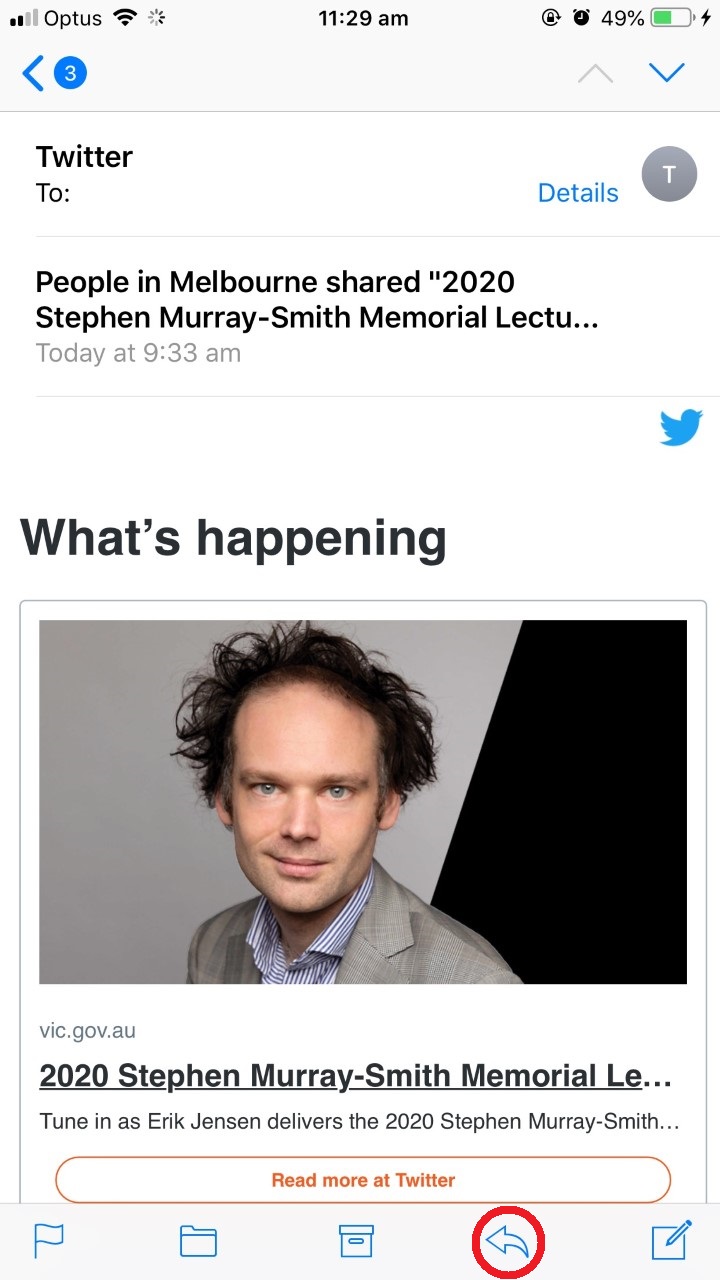 Optus 11:29 am 49%
3
Twitter
To: Details T
People in Melbourne shared "2020
Stephen Murray-Smith Memorial Lectu...
Today at 9:33 am
What’s happening
vic.gov.au
2020 Stephen Murray-Smith Memorial Le...
Tune in as Erik Jensen delivers the 2020 Stephen Murray-Smith...
Read more at Twitter